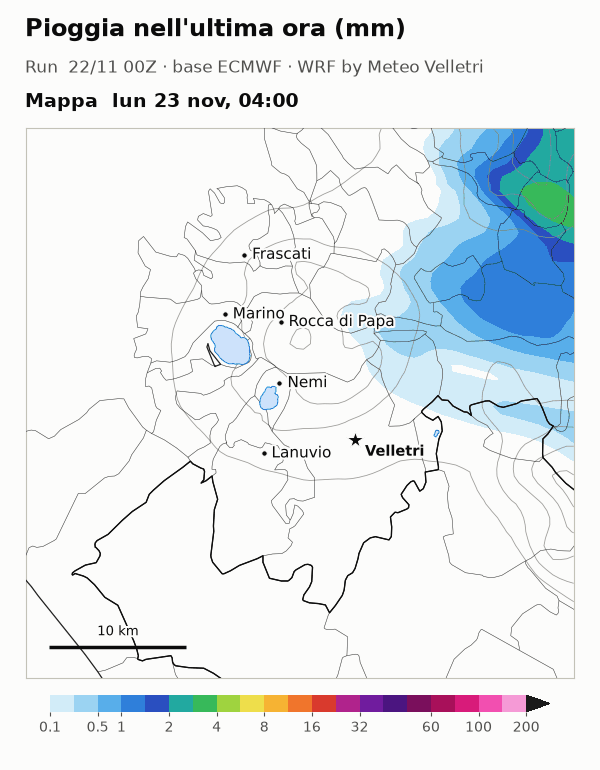 Pioggia nell'ultima ora (mm)
Run  22/11 00Z · base ECMWF · WRF by Meteo Velletri
Mappa  lun 23 nov, 04:00
Frascati
Marino
Rocca di Papa
Nemi
Velletri
Lanuvio
10 km
0.1 0.5 1 2 4 8 16 32 60 100 200